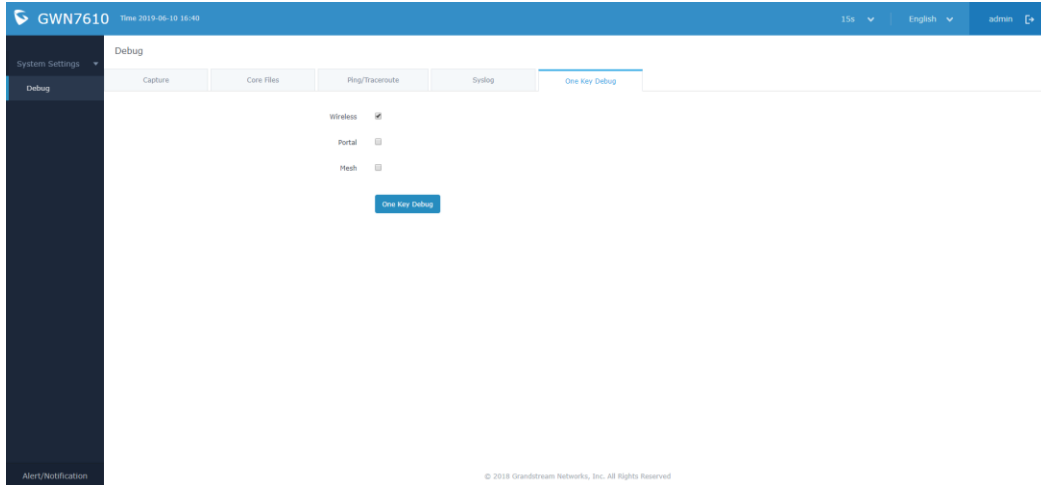 GWN7610 Time 2019-06-10 16:40 15s English admin
System Settings
Debug
Alert/Notification
Debug
Capture Core Files Ping/Traceroute Syslog One Key Debug
Wireless
Portal
Mesh
One Key Debug
© 2018 Grandstream Networks, Inc. All Rights Reserved